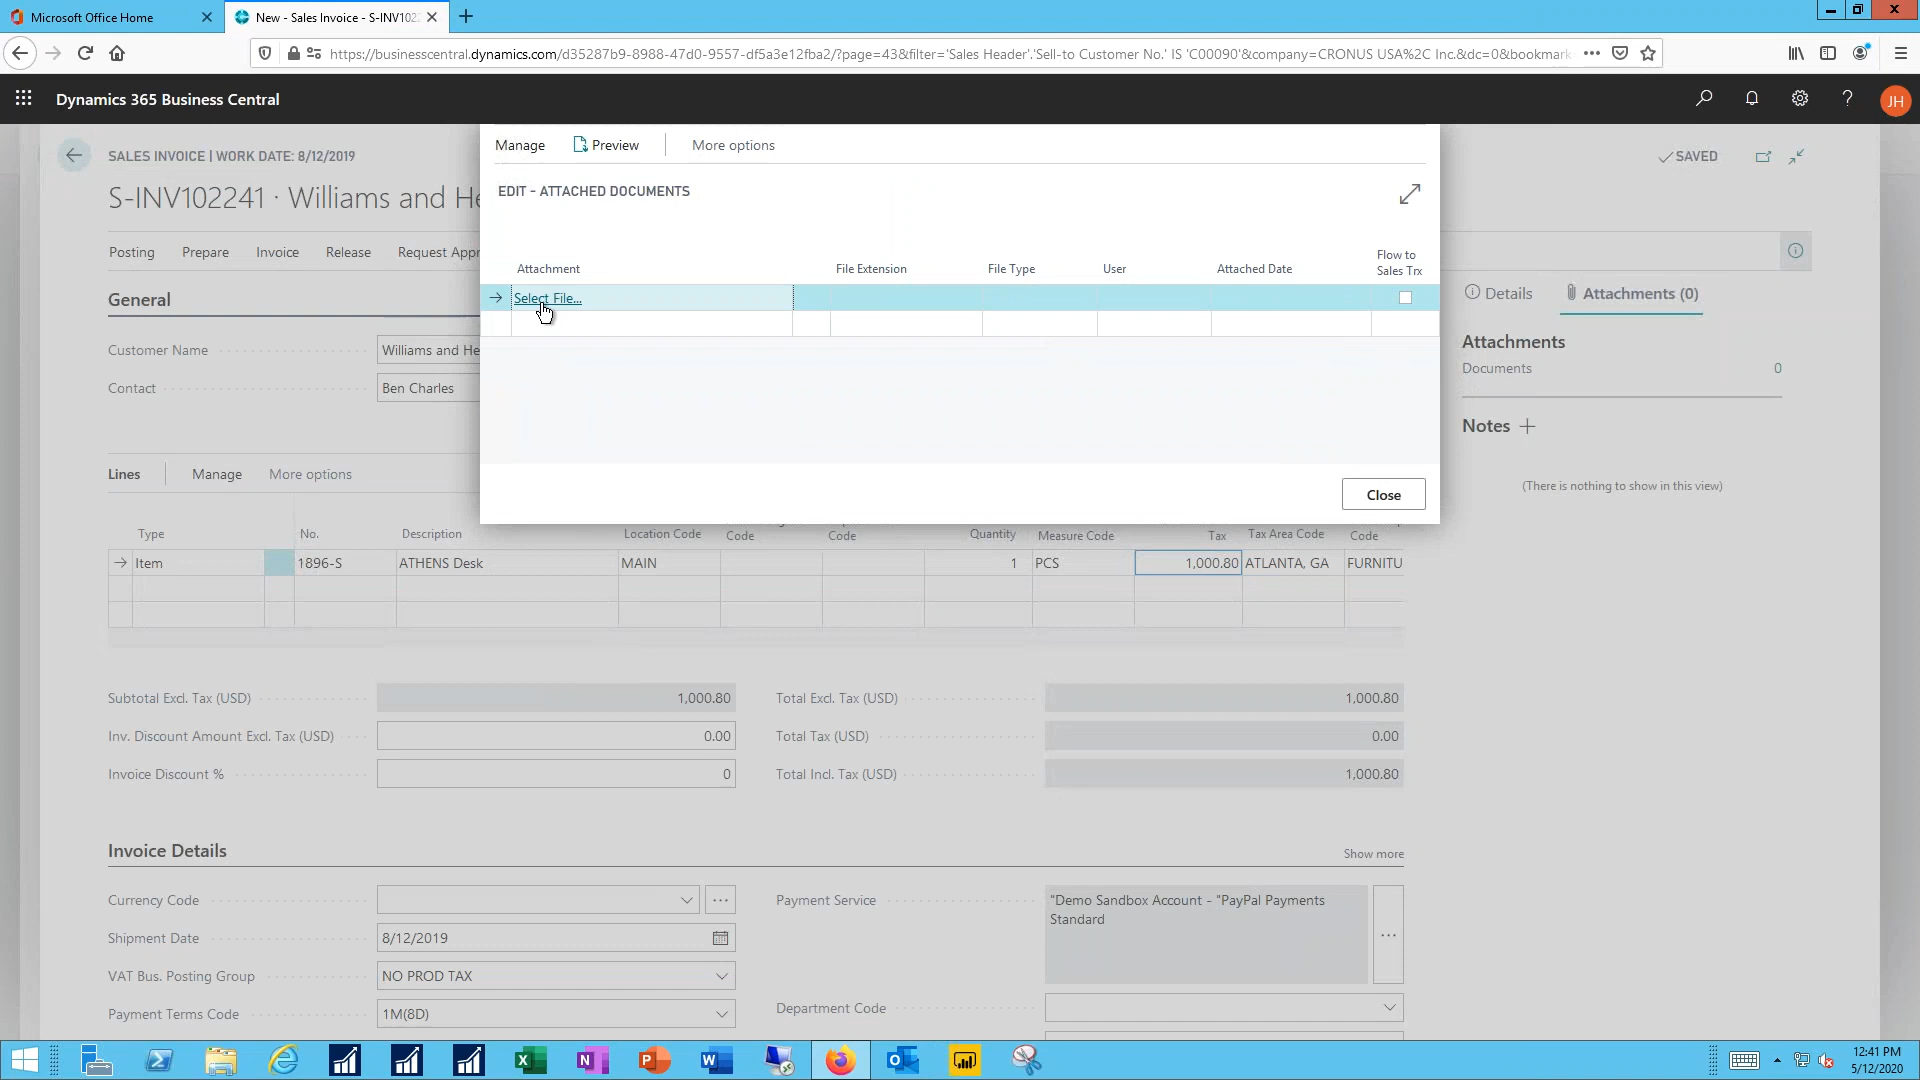 Microsoft Office Home
New - Sales Invoice - S-INV102
https://businesscentral.dynamics.com/d35287b9-8988-47d0-9557-df5a3e12fba2/?page=43&filter='Sales Header'.'Sell-to Customer No.' IS 'C00090'&company=CRONUS USA%2C Inc.&dc=0&bookmark
Dynamics 365 Business Central
JH
SALES INVOICE | WORK DATE: 8/12/2019
SAVED
S-INV102241 · Williams and He
Posting Prepare Invoice Release Request Appr
Manage Preview More options
EDIT - ATTACHED DOCUMENTS
Attachment File Extension File Type User Attached Date Flow to Sales Trx
Select File...
Close
General
Customer Name Williams and He
Contact Ben Charles
Details Attachments (0)
Attachments
Documents 0
Notes
(There is nothing to show in this view)
Lines Manage More options
Type No. Description Location Code Code Code Quantity Measure Code Tax Tax Area Code Code
Item 1896-S ATHENS Desk MAIN 1 PCS 1,000.80 ATLANTA, GA FURNITU
Subtotal Excl. Tax (USD) 1,000.80 Total Excl. Tax (USD) 1,000.80
Inv. Discount Amount Excl. Tax (USD) 0.00 Total Tax (USD) 0.00
Invoice Discount % 0 Total Incl. Tax (USD) 1,000.80
Invoice Details Show more
Currency Code Payment Service "Demo Sandbox Account - "PayPal Payments
Standard
Shipment Date 8/12/2019
VAT Bus. Posting Group NO PROD TAX
Payment Terms Code 1M(8D) Department Code
12:41 PM
5/12/2020